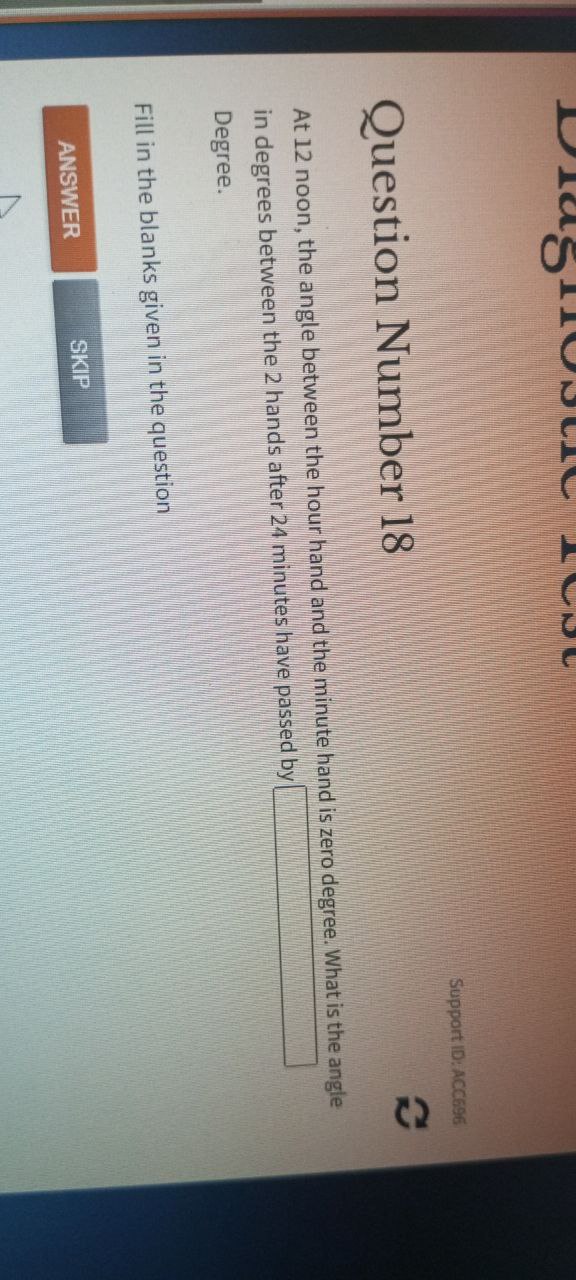 Diagnostic Test
Support ID: ACC696
Question Number 18
At 12 noon, the angle between the hour hand and the minute hand is zero degree. What is the angle
in degrees between the 2 hands after 24 minutes have passed by
Degree.
Fill in the blanks given in the question
ANSWER
SKIP